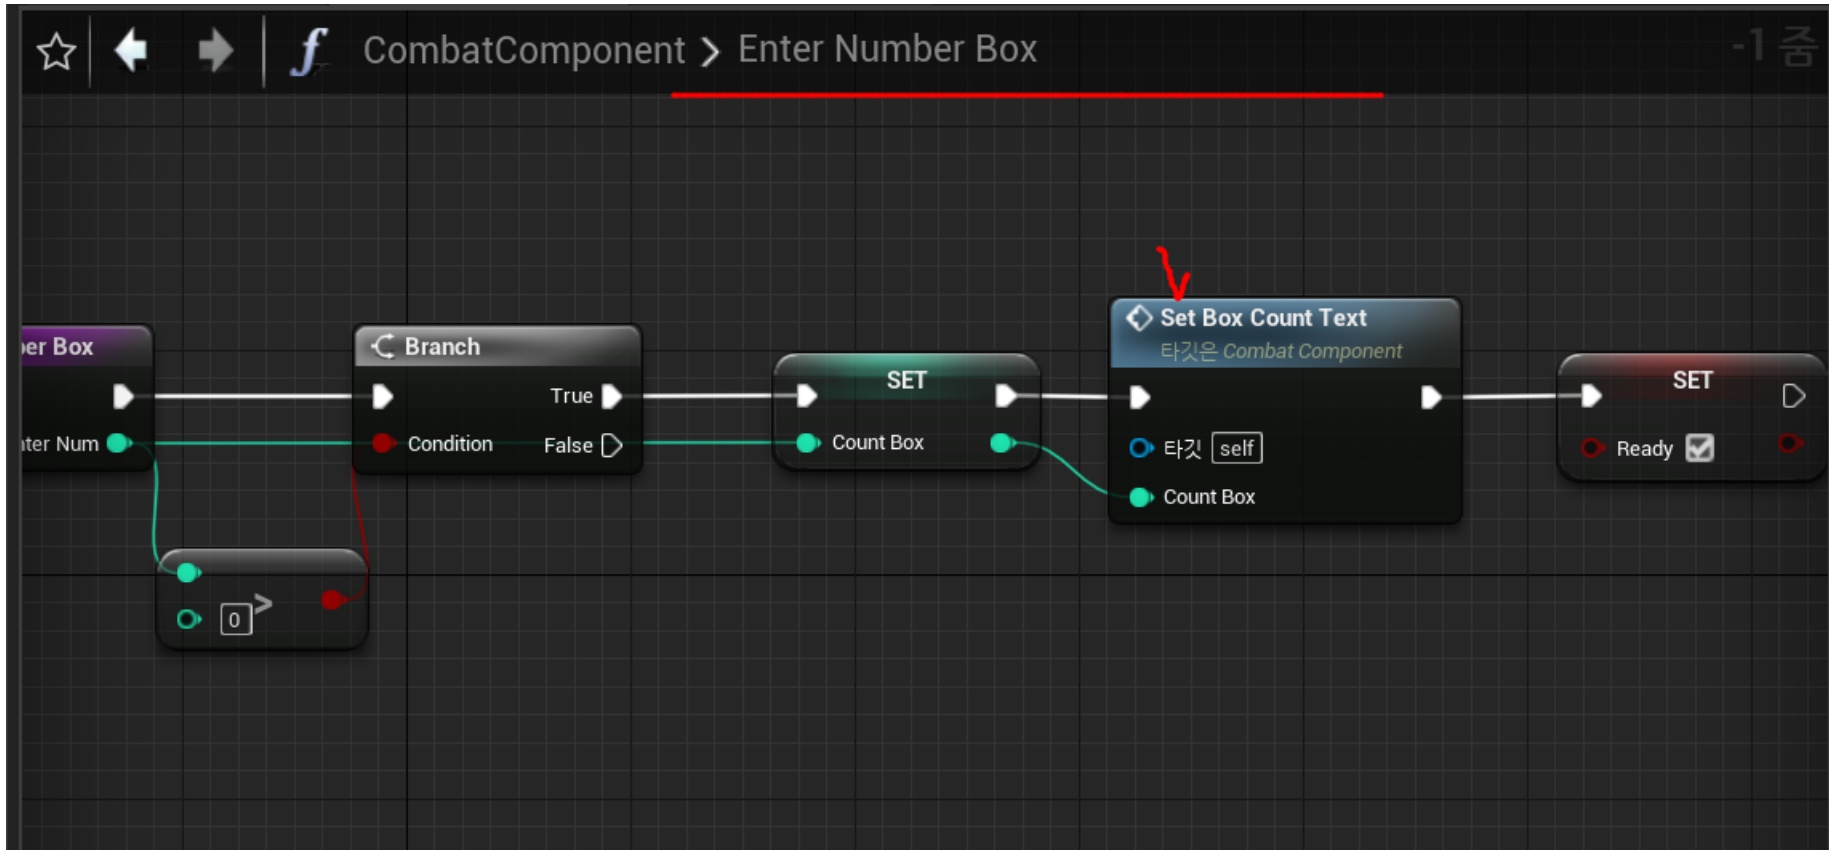 CombatComponent > Enter Number Box
-1 줌
er Box
ter Num
Branch
True
Condition
False
0
>
SET
Count Box
Set Box Count Text
타깃은 Combat Component
타깃 self
Count Box
SET
Ready